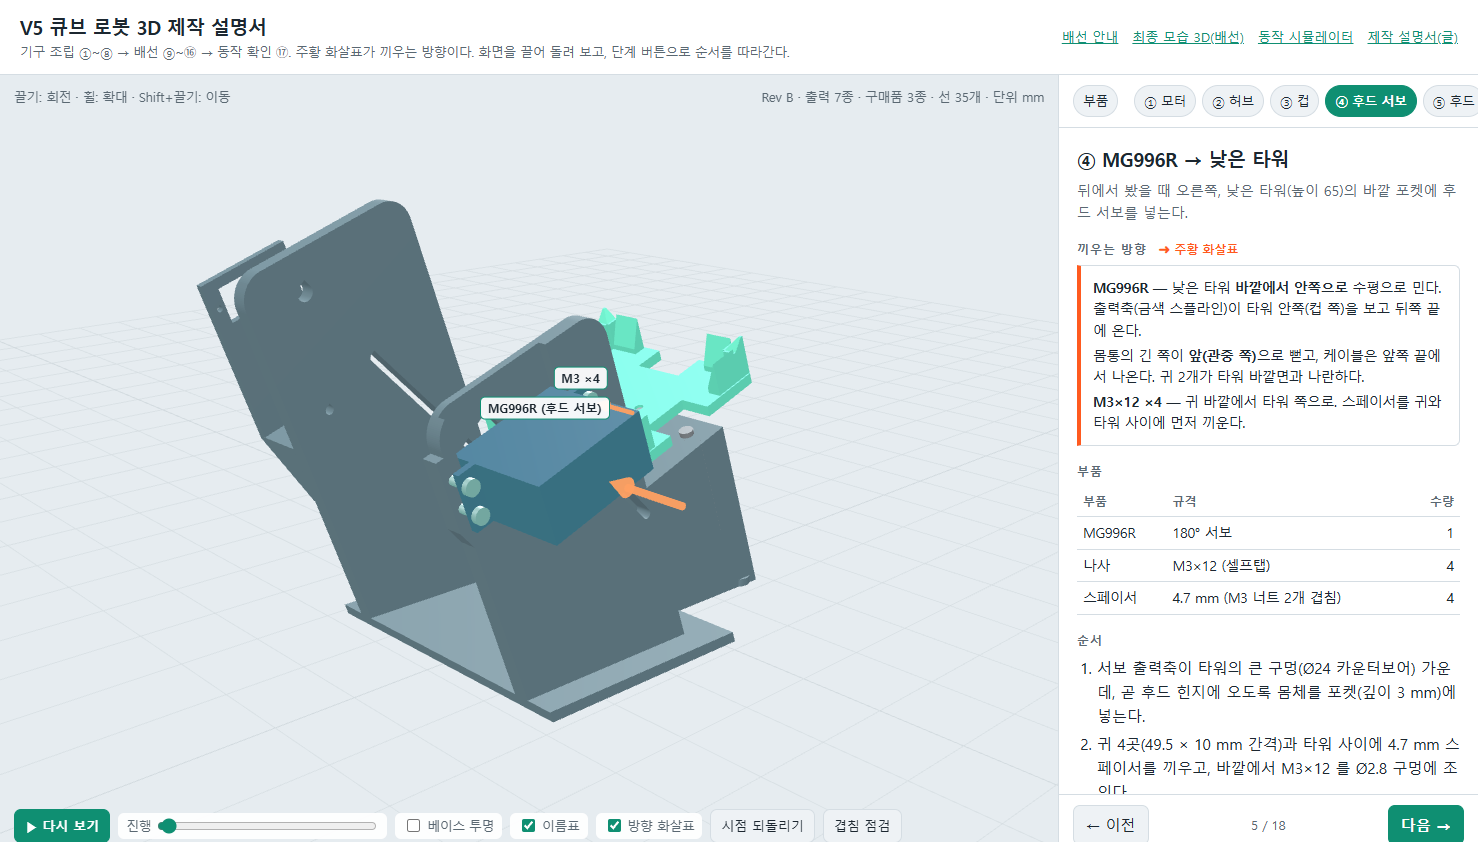 V5 큐브 로봇 3D 제작 설명서
기구 조립 ①~⑧ → 배선 ⑨~⑯ → 동작 확인 ⑰. 주황 화살표가 끼우는 방향이다. 화면을 끌어 돌려 보고, 단계 버튼으로 순서를 따라간다.
배선 안내 최종 모습 3D(배선) 동작 시뮬레이터 제작 설명서(글)
끌기: 회전 · 휠: 확대 · Shift+끌기: 이동
Rev B · 출력 7종 · 구매품 3종 · 선 35개 · 단위 mm
부품 ① 모터 ② 허브 ③ 컵 ④ 후드 서보 ⑤ 후드
M3 ×4
MG996R (후드 서보)
④ MG996R → 낮은 타워
뒤에서 봤을 때 오른쪽, 낮은 타워(높이 65)의 바깥 포켓에 후
드 서보를 넣는다.
끼우는 방향 ➜ 주황 화살표
MG996R — 낮은 타워 바깥에서 안쪽으로 수평으로 민다.
출력축(금색 스플라인)이 타워 안쪽(컵 쪽)을 보고 뒤쪽 끝
에 온다.
몸통의 긴 쪽이 앞(관중 쪽)으로 뻗고, 케이블은 앞쪽 끝에
서 나온다. 귀 2개가 타워 바깥면과 나란하다.
M3×12 ×4 — 귀 바깥에서 타워 쪽으로. 스페이서를 귀와
타워 사이에 먼저 끼운다.
부품
부품 규격 수량
MG996R 180° 서보 1
나사 M3×12 (셀프탭) 4
스페이서 4.7 mm (M3 너트 2개 겹침) 4
순서
1. 서보 출력축이 타워의 큰 구멍(Ø24 카운터보어) 가운
데, 곧 후드 힌지에 오도록 몸체를 포켓(깊이 3 mm)에
넣는다.
2. 귀 4곳(49.5 × 10 mm 간격)과 타워 사이에 4.7 mm 스
페이서를 끼우고, 바깥에서 M3×12 를 Ø2.8 구멍에 조
인다.
▶ 다시 보기 진행 베이스 투명 이름표 방향 화살표 시점 되돌리기 겹침 점검
← 이전 5 / 18 다음 →